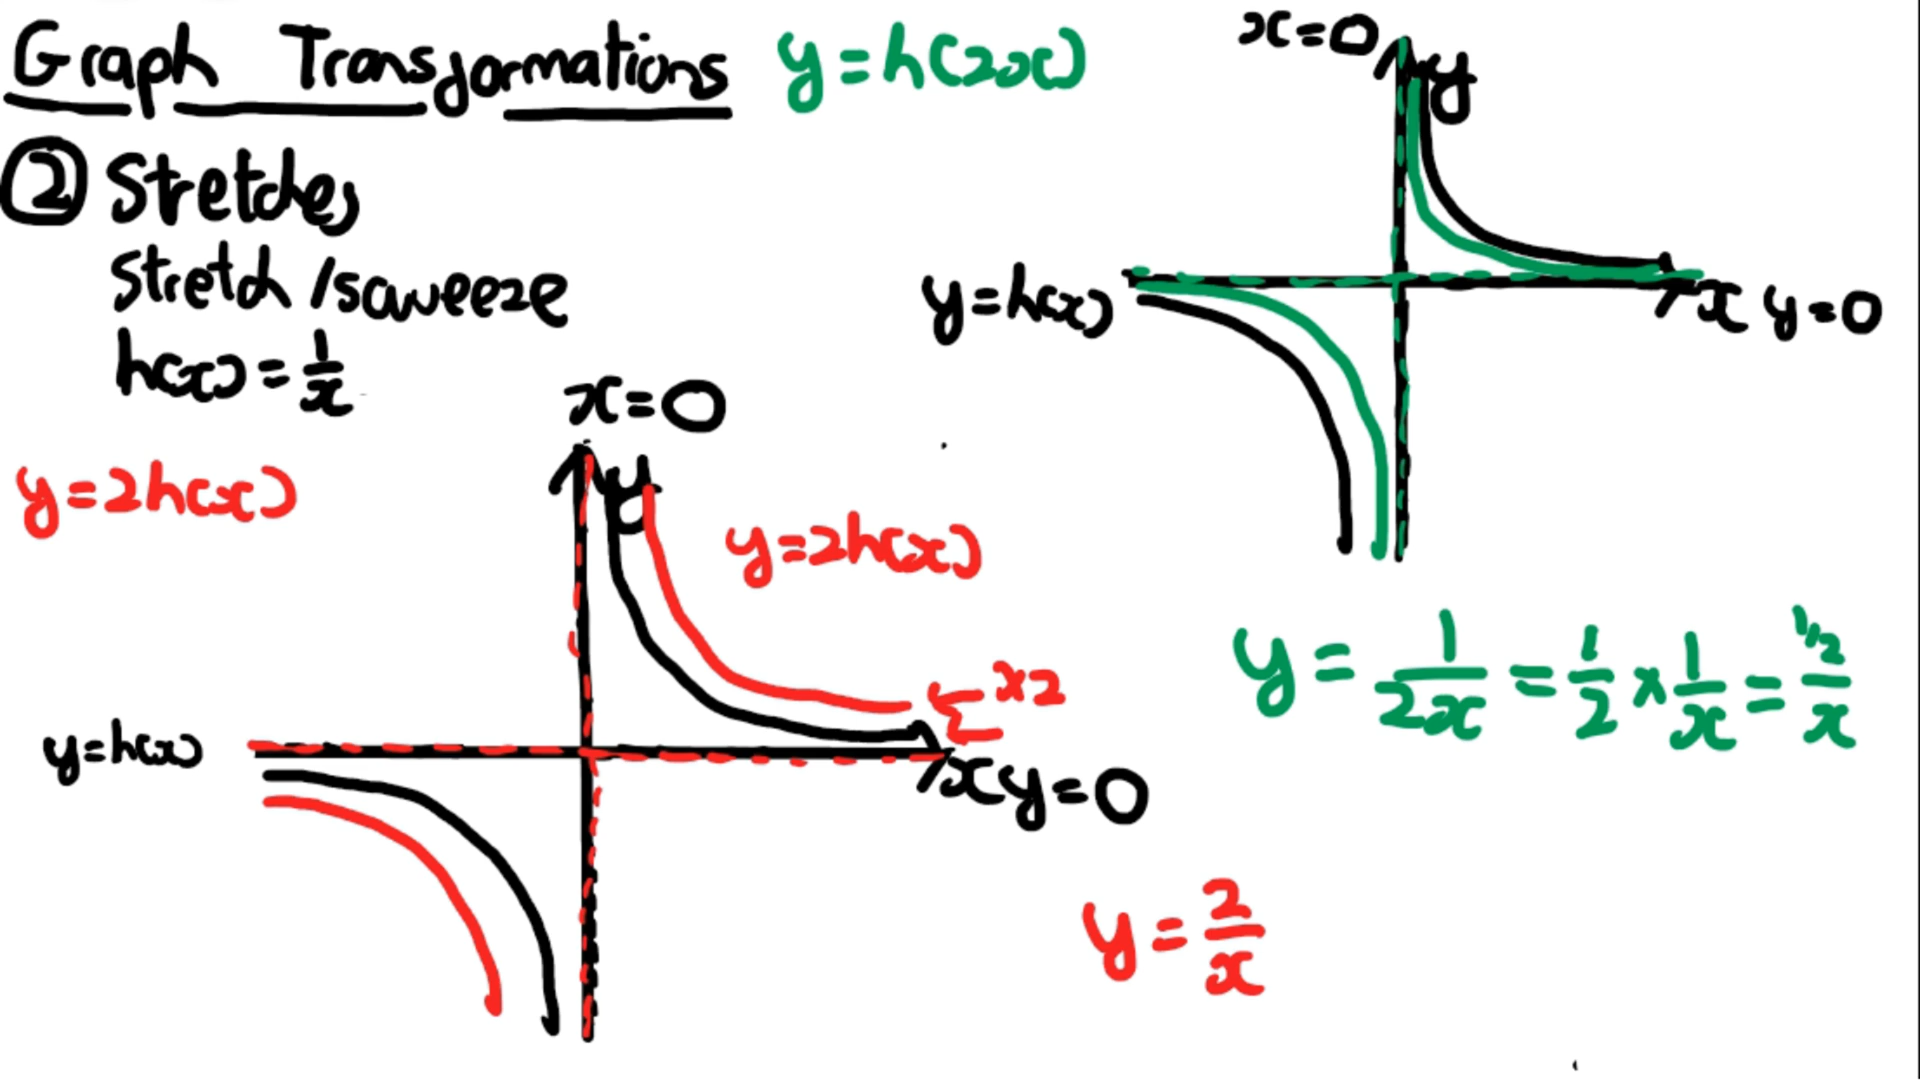 Graph Transformations y=h(2x)
② Stretches
stretch/squeeze
h(x)=1/x
y=2h(x)
x=0
y
y=2h(x)
x2
y=h(x)
x y=0
y=2/x
x=0
y
y=h(x)
x y=0
y=1/2x=1/2×1/x=1/2/x